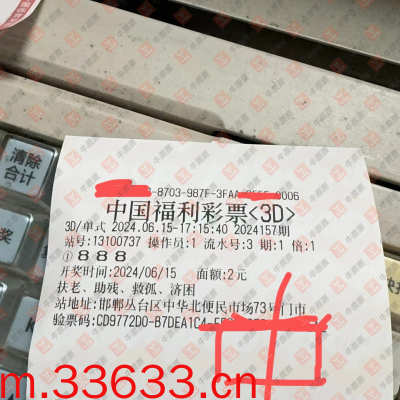 清除
合计
奖
-8703-987F-3FAA-
0006
中国福利彩票<3D>
3D/单式 2024.06.15-17:15:40 2024157期
站号:13100737 操作员:1 流水号:3 期:1 倍:1
①888
开奖时间:2024/06/15 面额:2元
扶老、助残、救孤、济困
站地址:邯郸丛台区中华北便民市场73号门市
验票码:CD9772D0-B7DEA1C4-
m.33633.cn